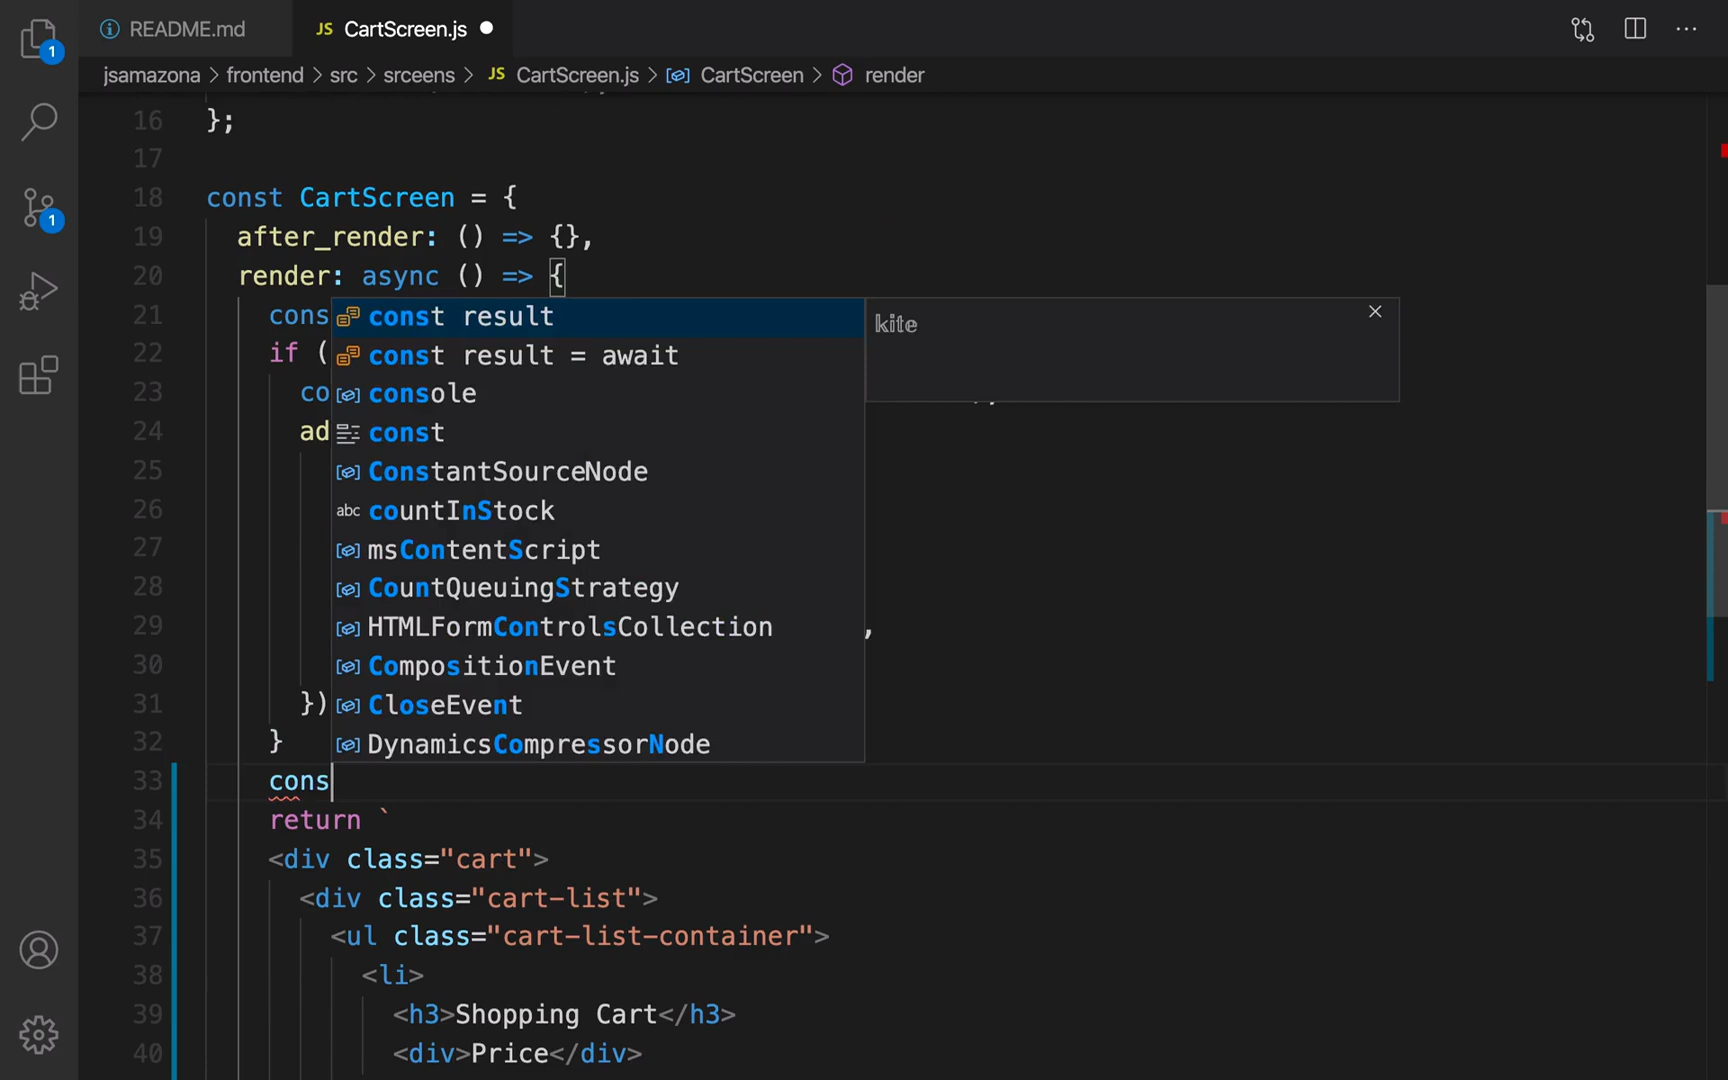 README.md
JS CartScreen.js
1
jsamazona > frontend > src > srceens > JS CartScreen.js > CartScreen > render
16 };
17
1
18 const CartScreen = {
19 after_render: () => {},
20 render: async () => {
21 cons
const result
kite
22 if (
const result = await
23 co
console
24 ad
const
25
ConstantSourceNode
26
abc countInStock
27
msContentScript
28
CountQueuingStrategy
29
HTMLFormControlsCollection
,
30
CompositionEvent
31 })
CloseEvent
32 }
DynamicsCompressorNode
33 cons
34 return `
35 <div class="cart">
36 <div class="cart-list">
37 <ul class="cart-list-container">
38 <li>
39 <h3>Shopping Cart</h3>
40 <div>Price</div>